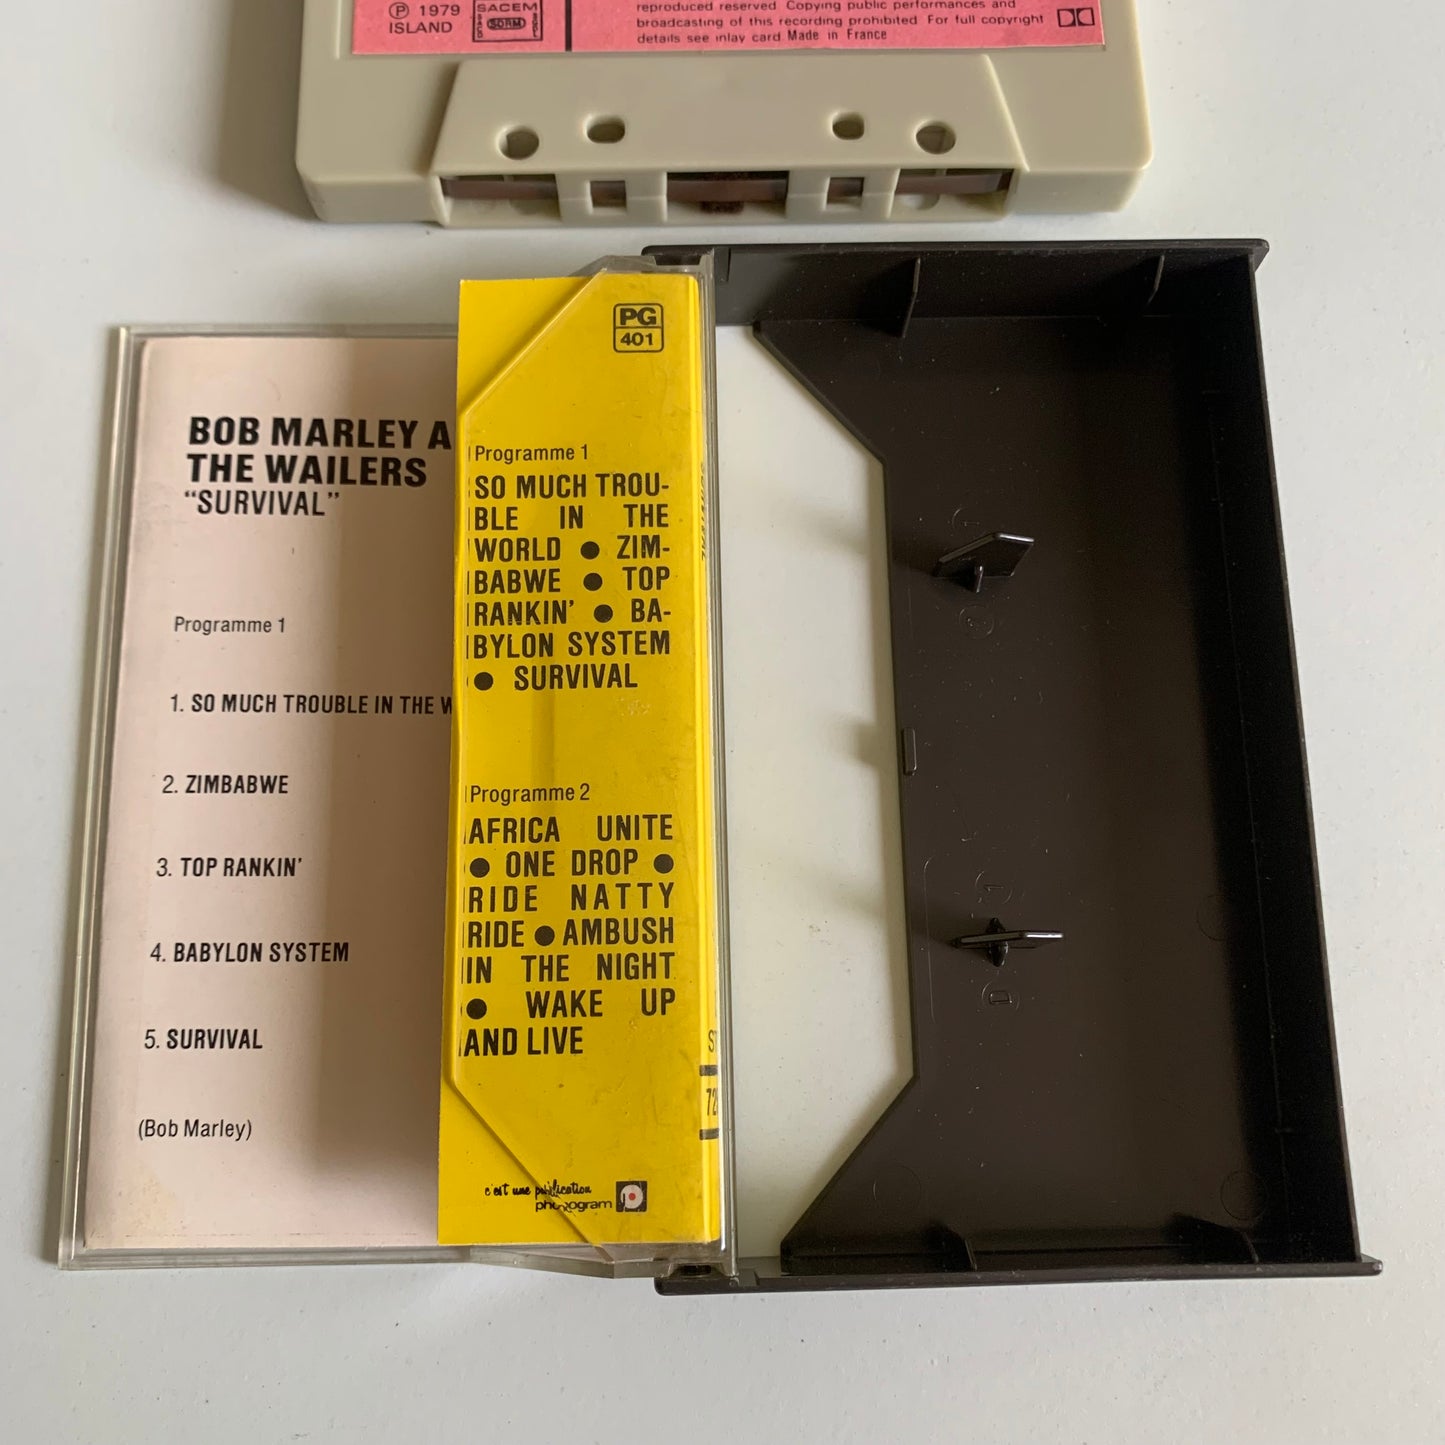 ℗ 1979
ISLAND
SACEM
SDRM
reproduced reserved Copying public performances and
broadcasting of this recording prohibited For full copyright
details see inlay card Made in France
BOB MARLEY A
THE WAILERS
“SURVIVAL”
Programme 1
1. SO MUCH TROUBLE IN THE W
2. ZIMBABWE
3. TOP RANKIN’
4. BABYLON SYSTEM
5. SURVIVAL
(Bob Marley)
PG
401
Programme 1
SO MUCH TROU-
BLE IN THE
WORLD ● ZIM-
BABWE ● TOP
RANKIN’ ● BA-
BYLON SYSTEM
● SURVIVAL
Programme 2
AFRICA UNITE
● ONE DROP ●
RIDE NATTY
RIDE ● AMBUSH
IN THE NIGHT
● WAKE UP
AND LIVE
c'est une publication
phonogram
SURVIVAL
ST
72